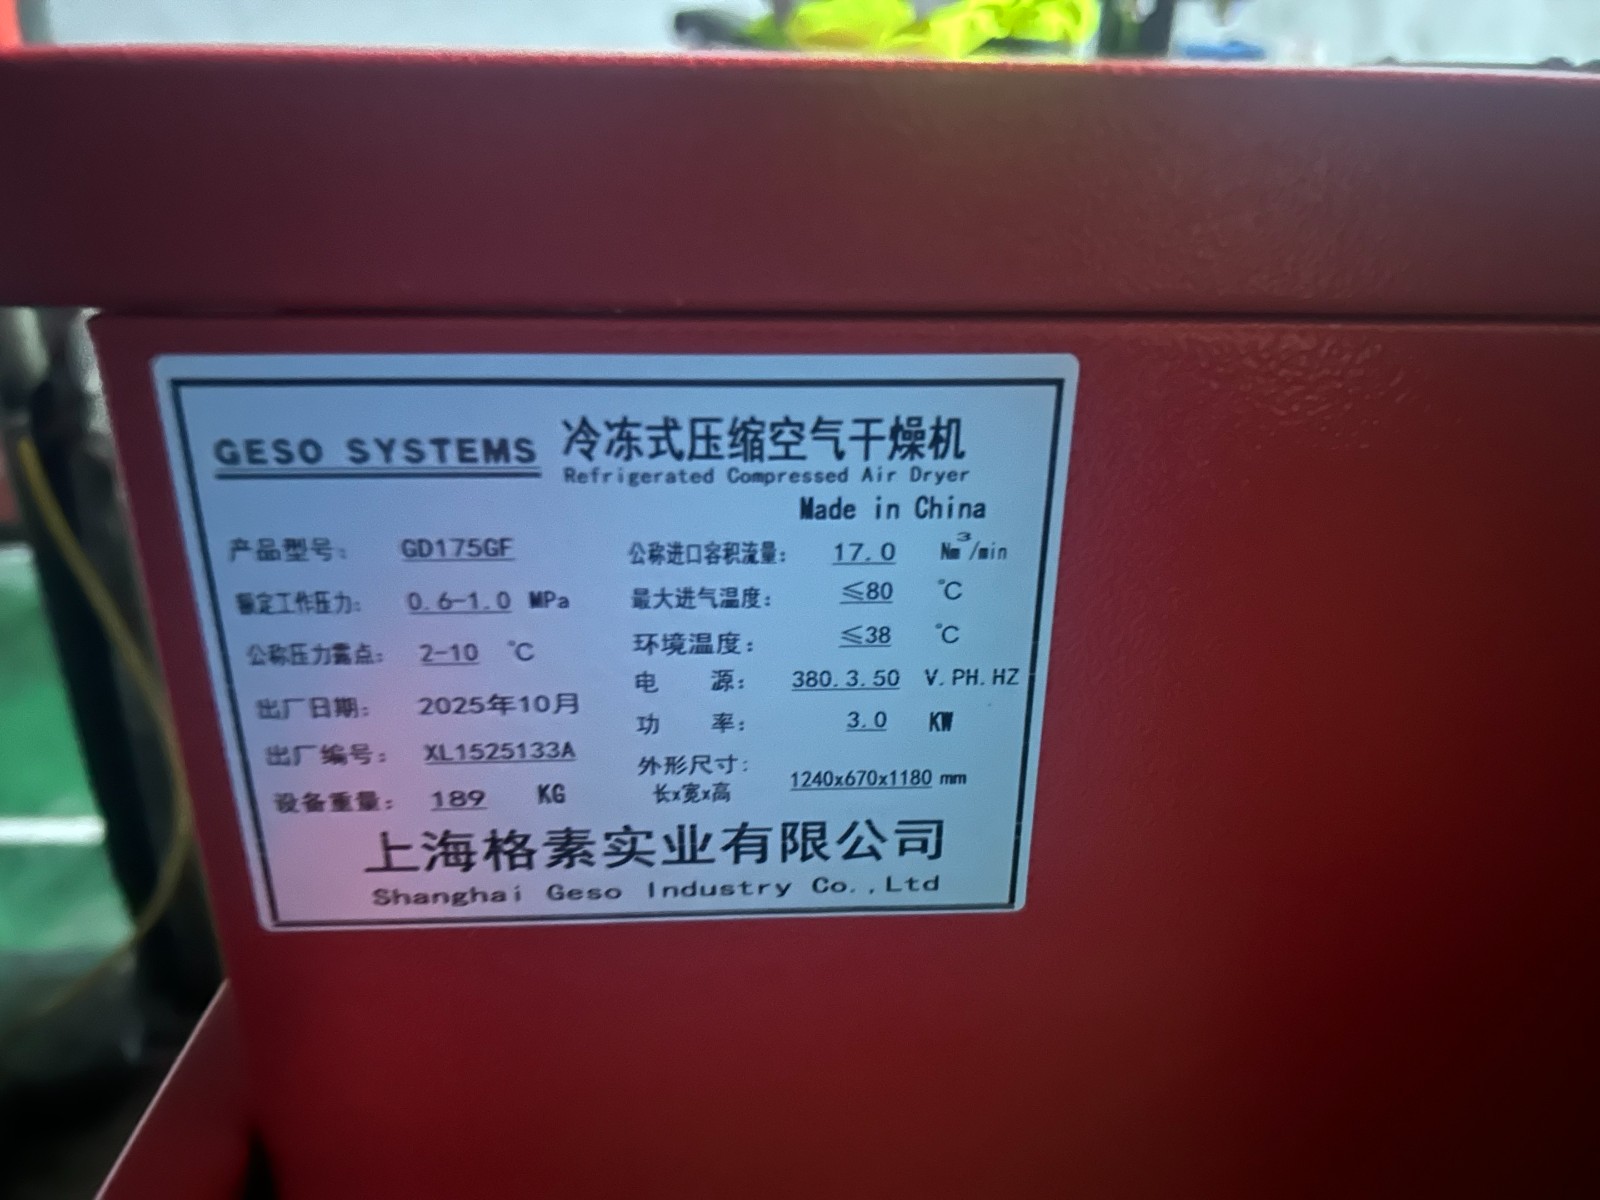 GESO SYSTEMS 冷冻式压缩空气干燥机
Refrigerated Compressed Air Dryer
Made in China
产品型号: GD175GF 公称进口容积流量: 17.0 Nm³/min
额定工作压力: 0.6-1.0 MPa 最大进气温度: ≤80 ℃
公称压力露点: 2-10 ℃ 环境温度: ≤38 ℃
电 源: 380.3.50 V.PH.HZ
出厂日期: 2025年10月 功 率: 3.0 KW
出厂编号: XL1525133A 外形尺寸:
长x宽x高 1240x670x1180 mm
设备重量: 189 KG
上海格素实业有限公司
Shanghai Geso Industry Co.,Ltd